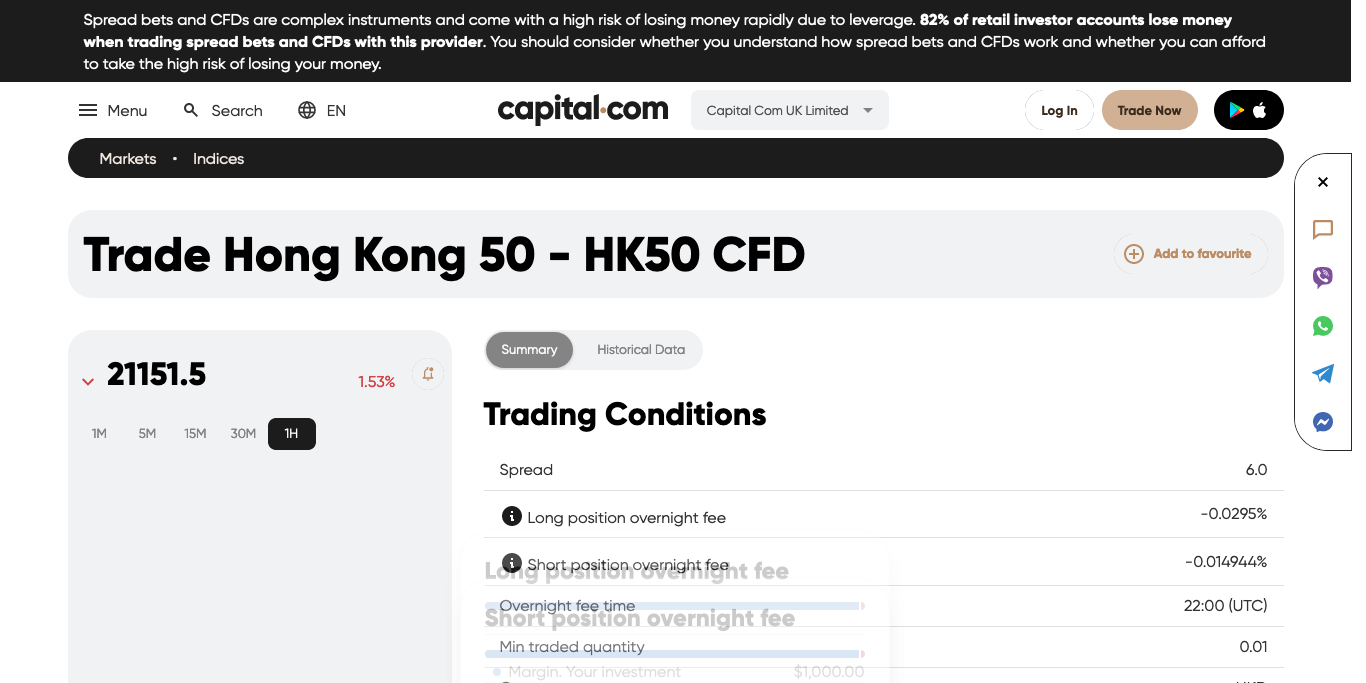 Spread bets and CFDs are complex instruments and come with a high risk of losing money rapidly due to leverage. 82% of retail investor accounts lose money
when trading spread bets and CFDs with this provider. You should consider whether you understand how spread bets and CFDs work and whether you can afford
to take the high risk of losing your money.
Menu Search EN capital.com Capital Com UK Limited Log In Trade Now
Markets • Indices
Trade Hong Kong 50 - HK50 CFD Add to favourite
21151.5 1.53%
1M 5M 15M 30M 1H
Summary Historical Data
Trading Conditions
Spread 6.0
Long position overnight fee -0.0295%
Short position overnight fee -0.014944%
Long position overnight fee
Overnight fee time 22:00 (UTC)
Short position overnight fee
Min traded quantity 0.01
Margin. Your investment $1,000.00